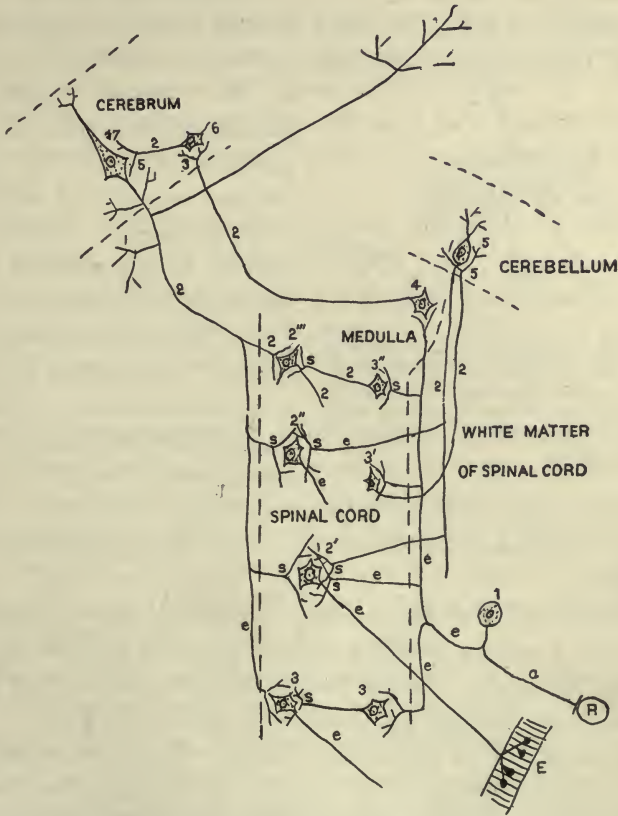 CEREBRUM
6
47 2
5 3
5
2
5
CEREBELLUM
4
2
2''''
MEDULLA
2 s 3''
2 s
2 2 2
2''
e WHITE MATTER
s s
3'
OF SPINAL CORD
e
SPINAL CORD
2'
s s e
s e
e 1
e e
e
3 3 a
s R
e
E